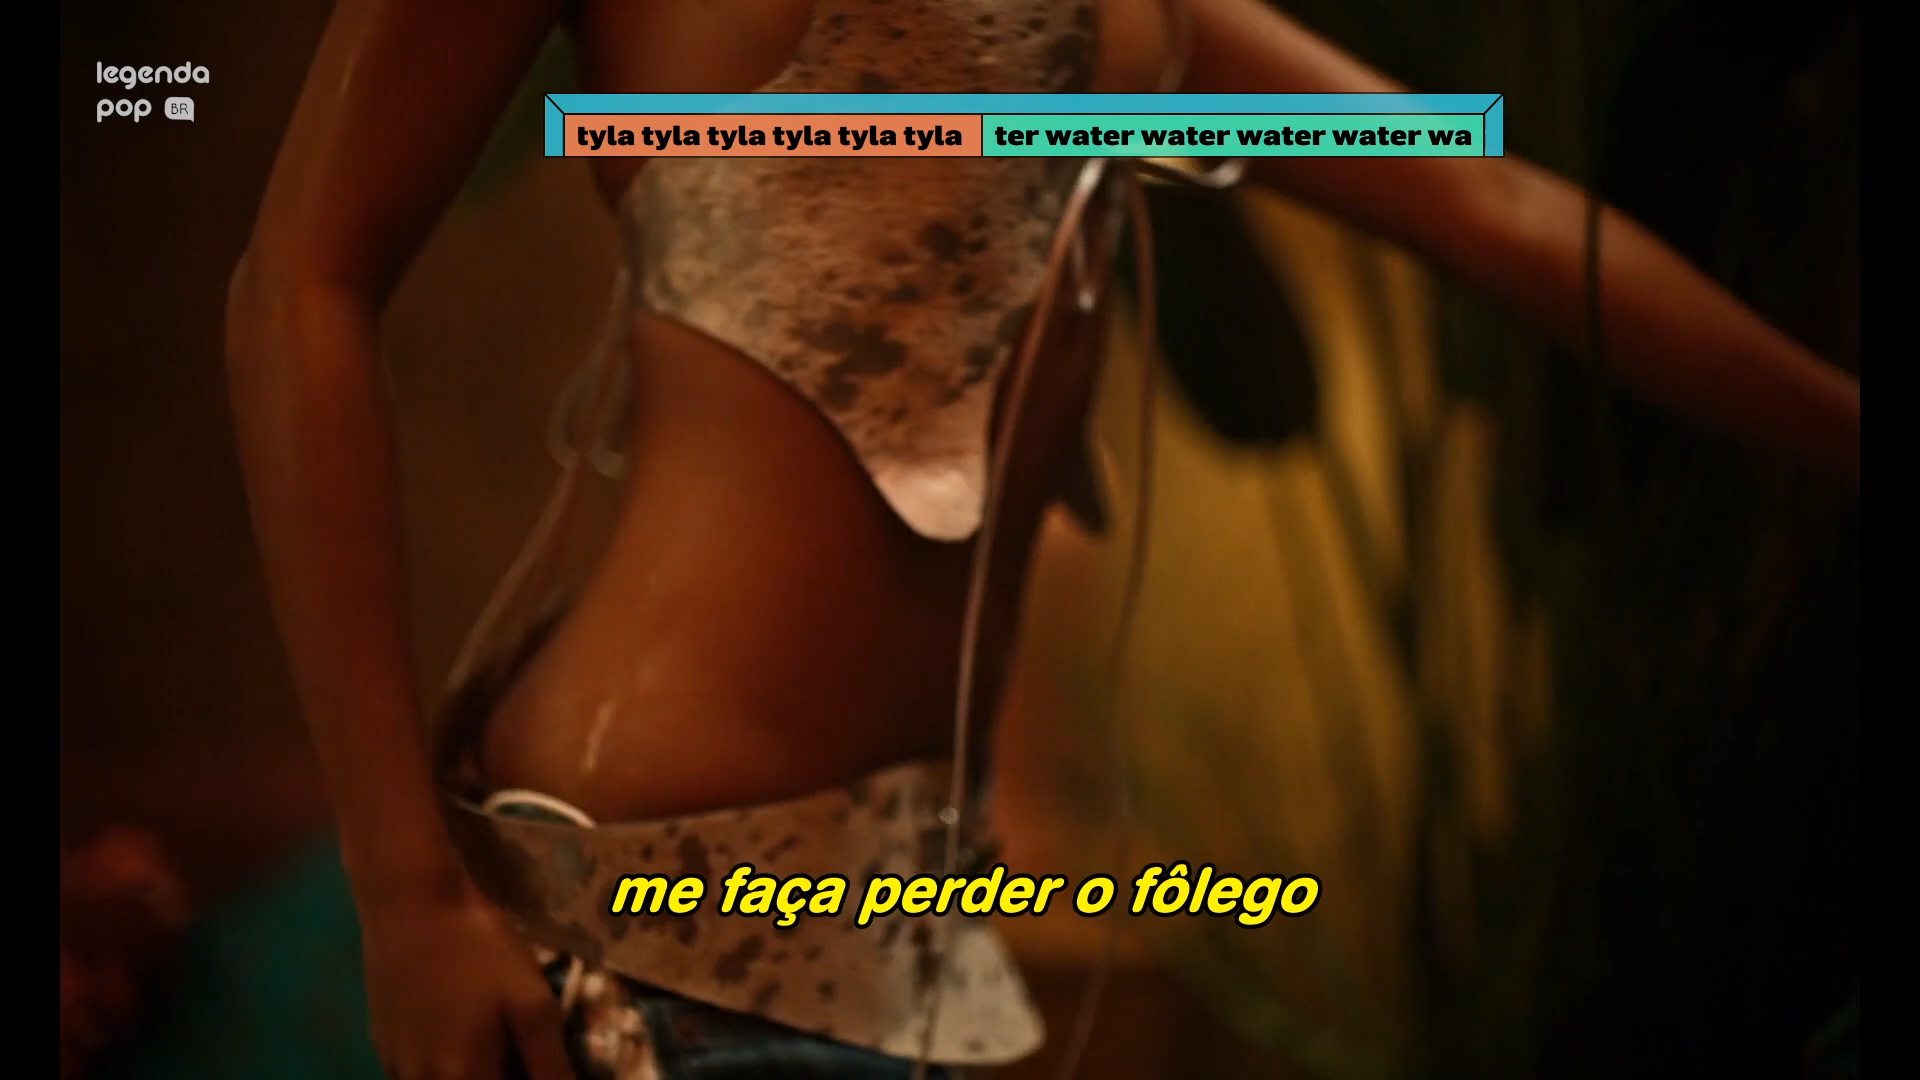 legenda
pop BR
tyla tyla tyla tyla tyla tyla
ter water water water water wa
me faça perder o fôlego